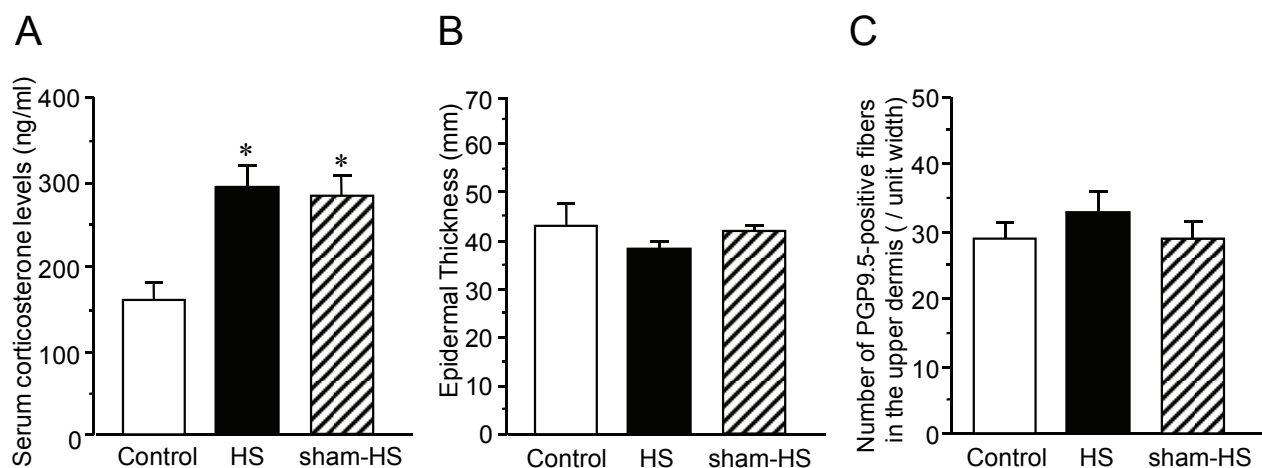 A
Serum corticosterone levels (ng/ml)
400
300
200
100
0
*
*
Control HS sham-HS
B
Epidermal Thickness (mm)
70
60
50
40
30
20
10
0
Control HS sham-HS
C
Number of PGP9.5-positive fibers
in the upper dermis ( / unit width)
50
40
30
20
10
0
Control HS sham-HS